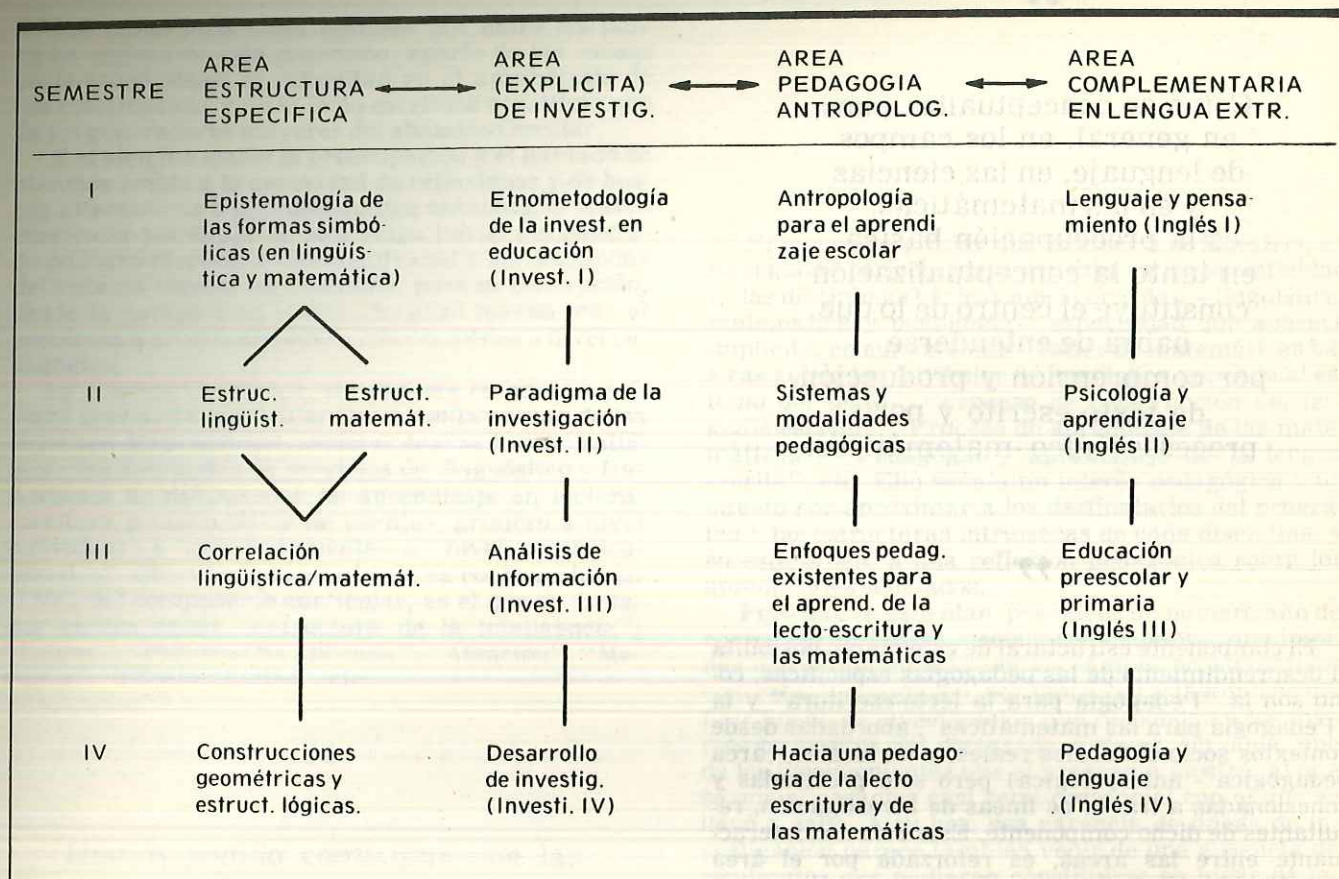 SEMESTRE
AREA
ESTRUCTURA
ESPECIFICA
AREA
(EXPLICITA)
DE INVESTIG.
AREA
PEDAGOGIA
ANTROPOLOG.
AREA
COMPLEMENTARIA
EN LENGUA EXTR.
I
Epistemología de
las formas simbó-
licas (en lingüís-
tica y matemática)
Etnometodología
de la invest. en
educación
(Invest. I)
Antropología
para el aprendi
zaje escolar
Lenguaje y pensa-
miento (Inglés I)
II
Estruc.
lingüíst.
Estruct.
matemát.
Paradigma de la
investigación
(Invest. II)
Sistemas y
modalidades
pedagógicas
Psicología y
aprendizaje
(Inglés II)
III
Correlación
lingüística/matemát.
Análisis de
Información
(Invest. III)
Enfoques pedag.
existentes para
el aprend. de la
lecto-escritura y
las matemáticas
Educación
preescolar y
primaria
(Inglés III)
IV
Construcciones
geométricas y
estruct. lógicas.
Desarrollo
de investig.
(Investi. IV)
Hacia una pedago-
gía de la lecto
escritura y de
las matemáticas
Pedagogía y
lenguaje
(Inglés IV)